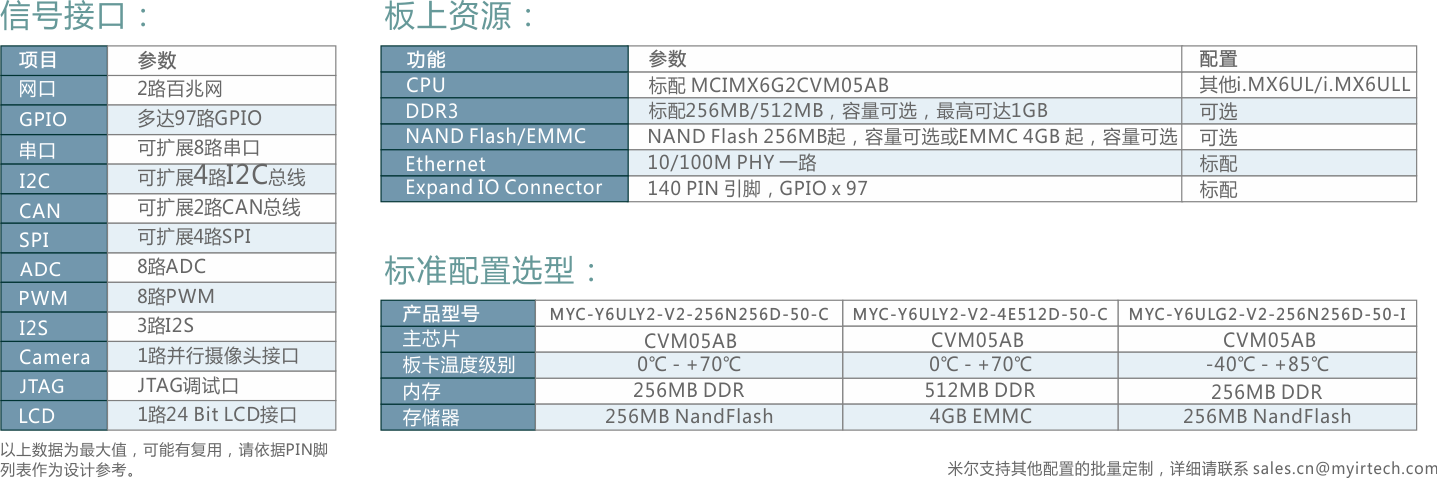 信号接口：
项目 参数
网口 2路百兆网
GPIO 多达97路GPIO
串口 可扩展8路串口
I2C 可扩展4路I2C总线
CAN 可扩展2路CAN总线
SPI 可扩展4路SPI
ADC 8路ADC
PWM 8路PWM
I2S 3路I2S
Camera 1路并行摄像头接口
JTAG JTAG调试口
LCD 1路24 Bit LCD接口
以上数据为最大值，可能有复用，请依据PIN脚
列表作为设计参考。
板上资源：
功能 参数 配置
CPU 标配 MCIMX6G2CVM05AB 其他i.MX6UL/i.MX6ULL
DDR3 标配256MB/512MB，容量可选，最高可达1GB 可选
NAND Flash/EMMC NAND Flash 256MB起，容量可选或EMMC 4GB 起，容量可选 可选
Ethernet 10/100M PHY 一路 标配
Expand IO Connector 140 PIN 引脚，GPIO x 97 标配
标准配置选型：
产品型号 MYC-Y6ULY2-V2-256N256D-50-C MYC-Y6ULY2-V2-4E512D-50-C MYC-Y6ULG2-V2-256N256D-50-I
主芯片 CVM05AB CVM05AB CVM05AB
板卡温度级别 0℃ - +70℃ 0℃ - +70℃ -40℃ - +85℃
内存 256MB DDR 512MB DDR 256MB DDR
存储器 256MB NandFlash 4GB EMMC 256MB NandFlash
米尔支持其他配置的批量定制，详细请联系 sales.cn@myirtech.com